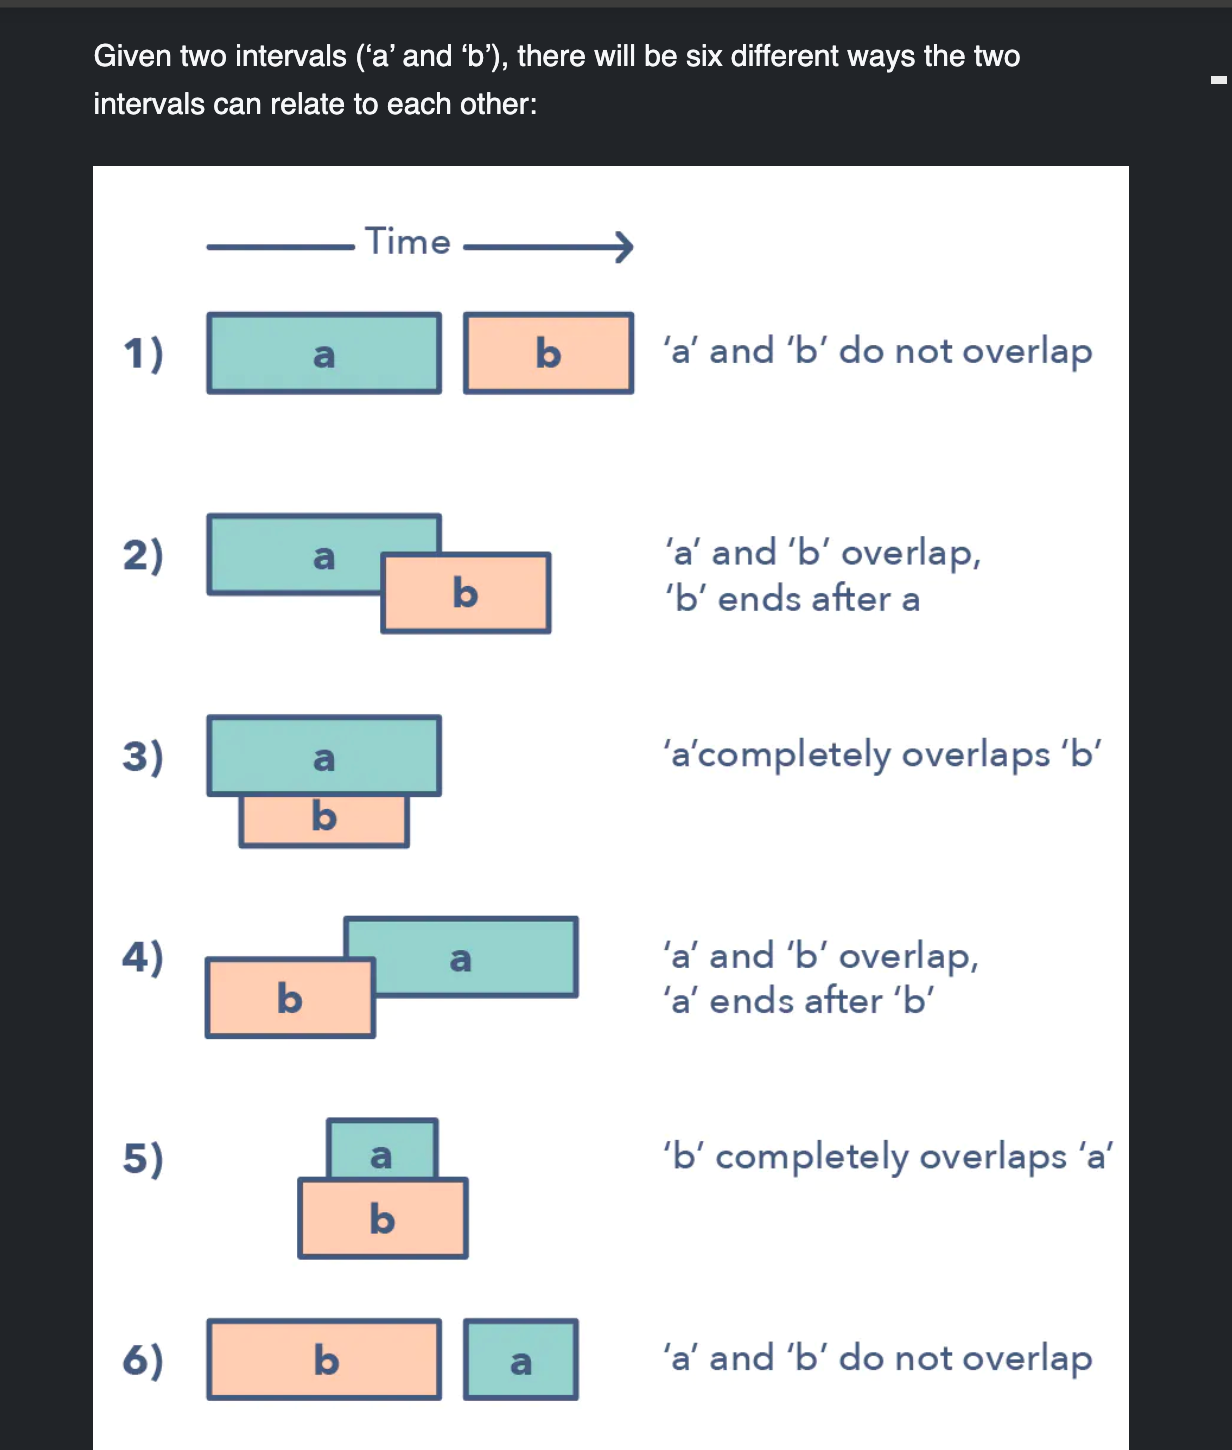 Given two intervals (‘a’ and ‘b’), there will be six different ways the two
intervals can relate to each other:
Time
1) a b ‘a’ and ‘b’ do not overlap
2) a b ‘a’ and ‘b’ overlap,
‘b’ ends after a
3) a ‘a’completely overlaps ‘b’
b
4) a ‘a’ and ‘b’ overlap,
b ‘a’ ends after ‘b’
5) a ‘b’ completely overlaps ‘a’
b
6) b a ‘a’ and ‘b’ do not overlap